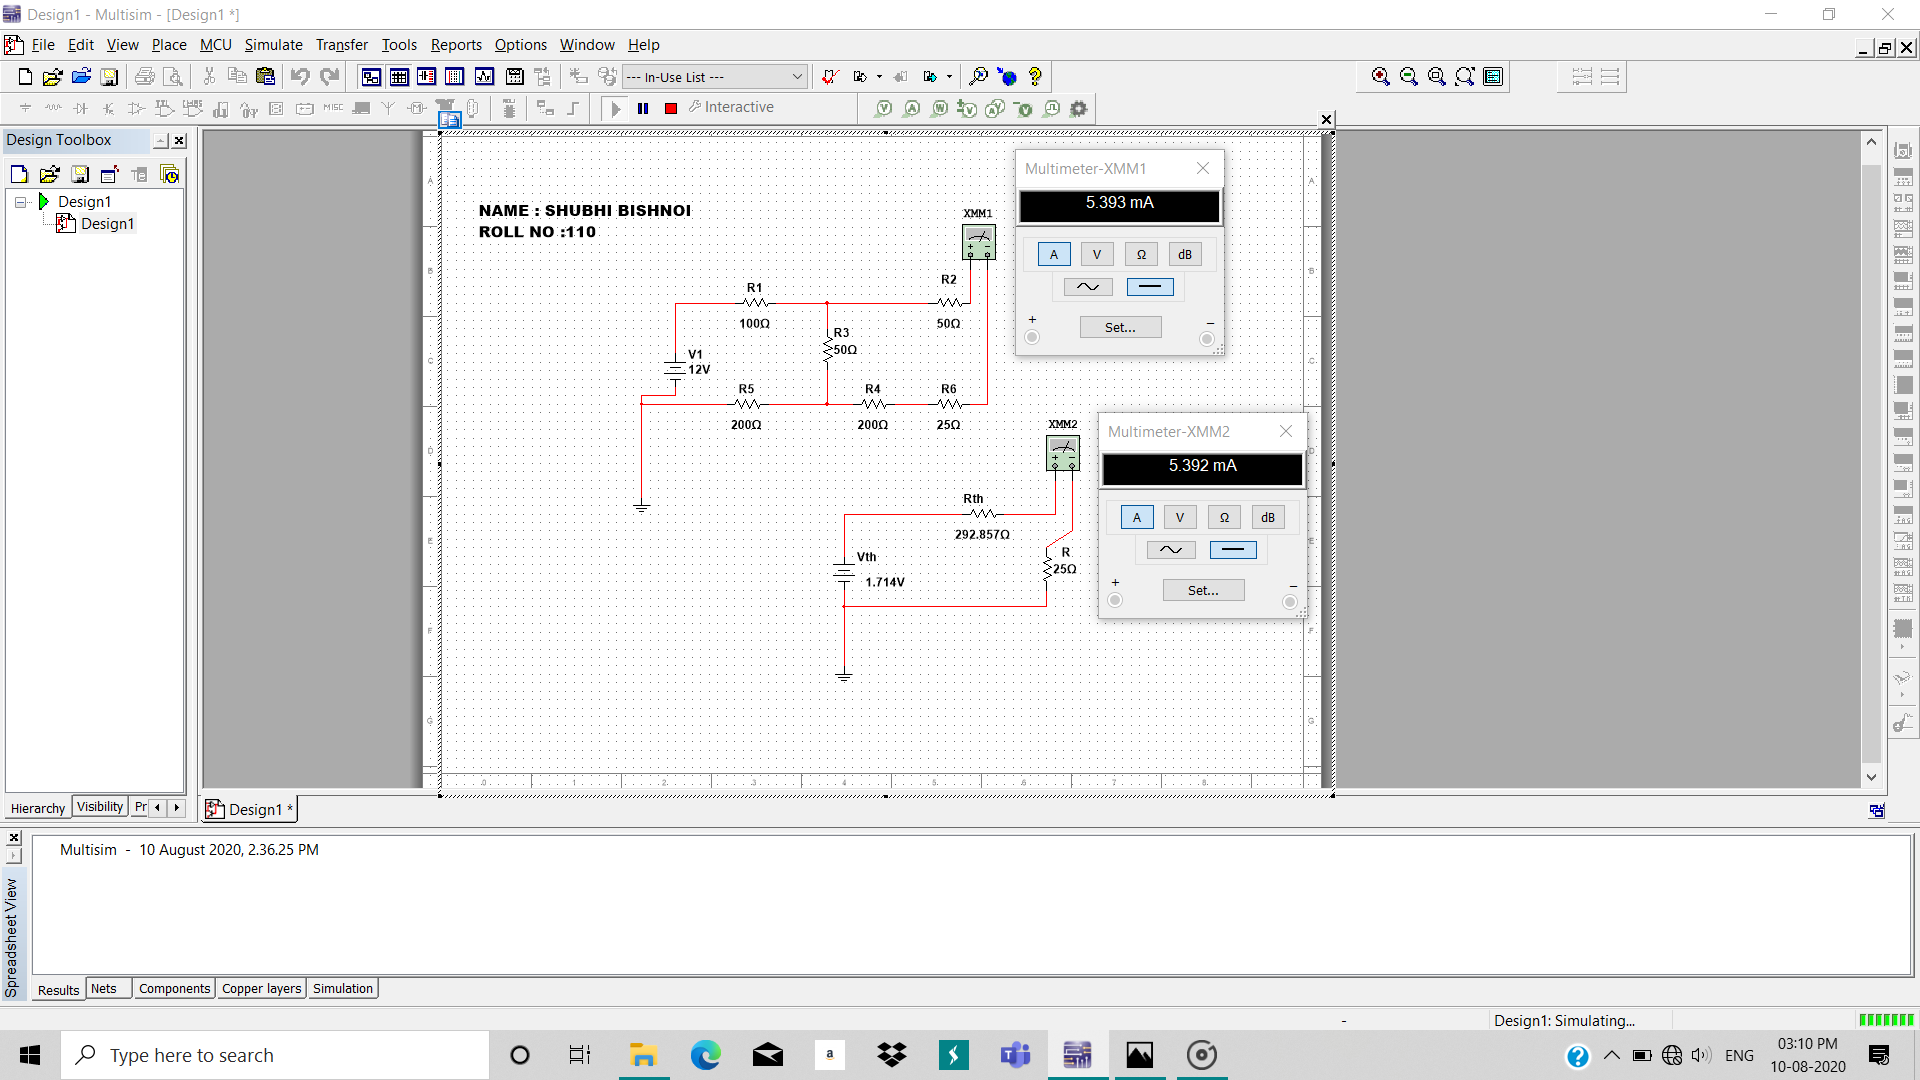 Design1 - Multisim - [Design1 *]
File Edit View Place MCU Simulate Transfer Tools Reports Options Window Help
--- In-Use List ---
MISC Interactive
Design Toolbox
Design1
Design1
Hierarchy Visibility Pr
NAME : SHUBHI BISHNOI
ROLL NO :110
XMM1
R1
100Ω
R2
50Ω
R3
50Ω
V1
12V
R5
200Ω
R4
200Ω
R6
25Ω
XMM2
Rth
292.857Ω
Vth
1.714V
R
25Ω
Multimeter-XMM1
5.393 mA
A V Ω dB
+ Set... −
Multimeter-XMM2
5.392 mA
A V Ω dB
+ Set... −
Design1 *
Multisim - 10 August 2020, 2.36.25 PM
Spreadsheet View
Results Nets Components Copper layers Simulation
- Design1: Simulating...
Type here to search
a
ENG
03:10 PM
10-08-2020